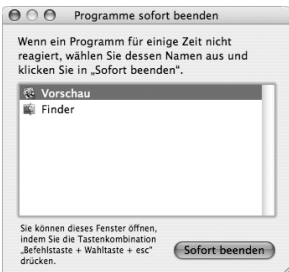 Programme sofort beenden
Wenn ein Programm für einige Zeit nicht
reagiert, wählen Sie dessen Namen aus und
klicken Sie in „Sofort beenden“.
Vorschau
Finder
Sie können dieses Fenster öffnen,
indem Sie die Tastenkombination
„Befehlstaste + Wahltaste + esc“
drücken.
Sofort beenden